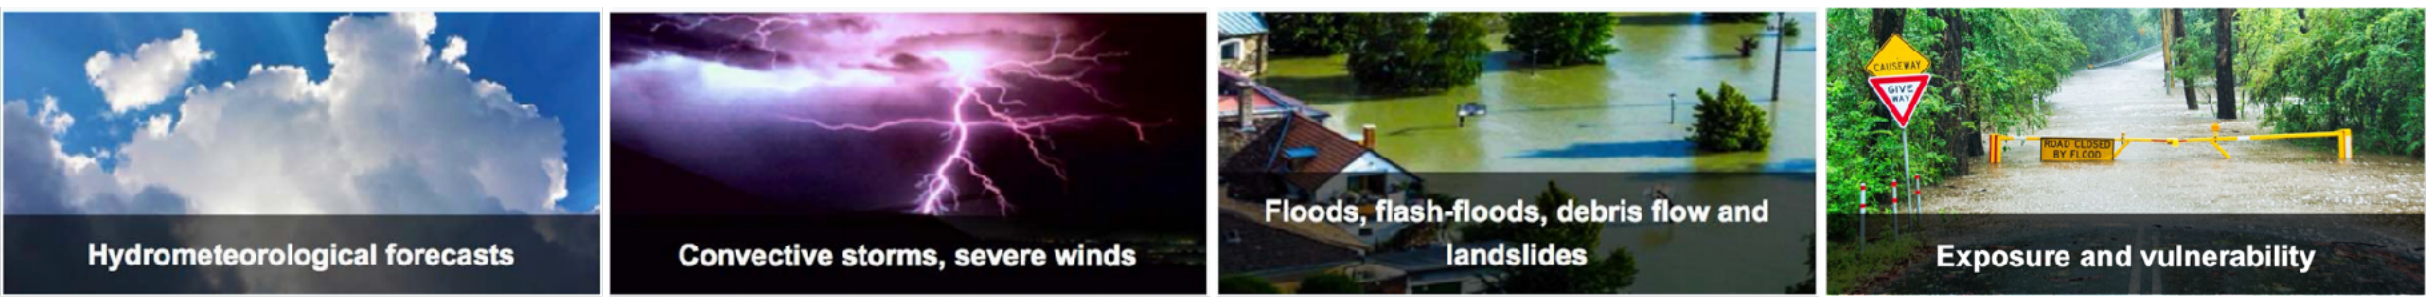 Hydrometeorological forecasts
Convective storms, severe winds
Floods, flash-floods, debris flow and
landslides
CAUSEWAY
GIVE
WAY
ROAD CLOSED
BY FLOOD
Exposure and vulnerability